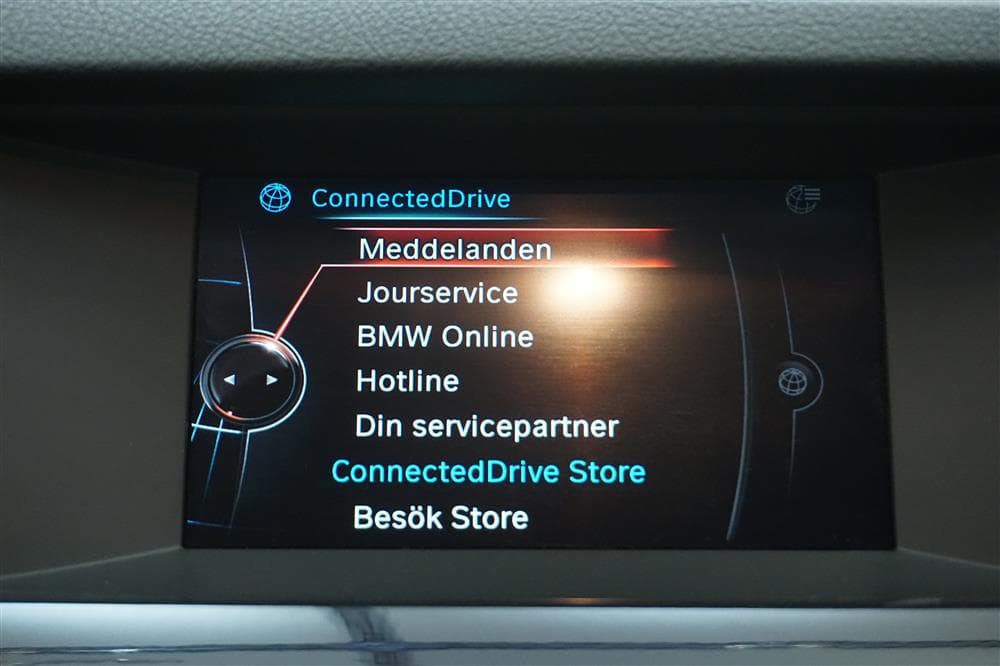 ConnectedDrive
Meddelanden
Jourservice
BMW Online
Hotline
Din servicepartner
ConnectedDrive Store
Besök Store